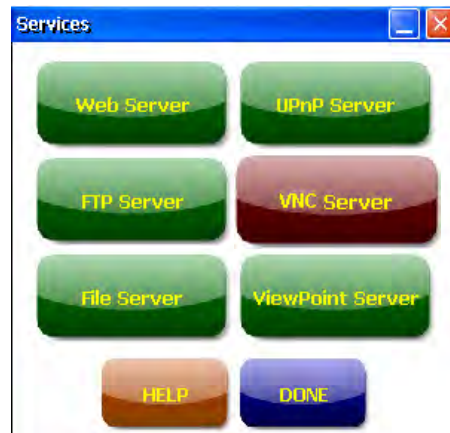 Services
Web Server
UPnP Server
FTP Server
VNC Server
File Server
ViewPoint Server
HELP
DONE